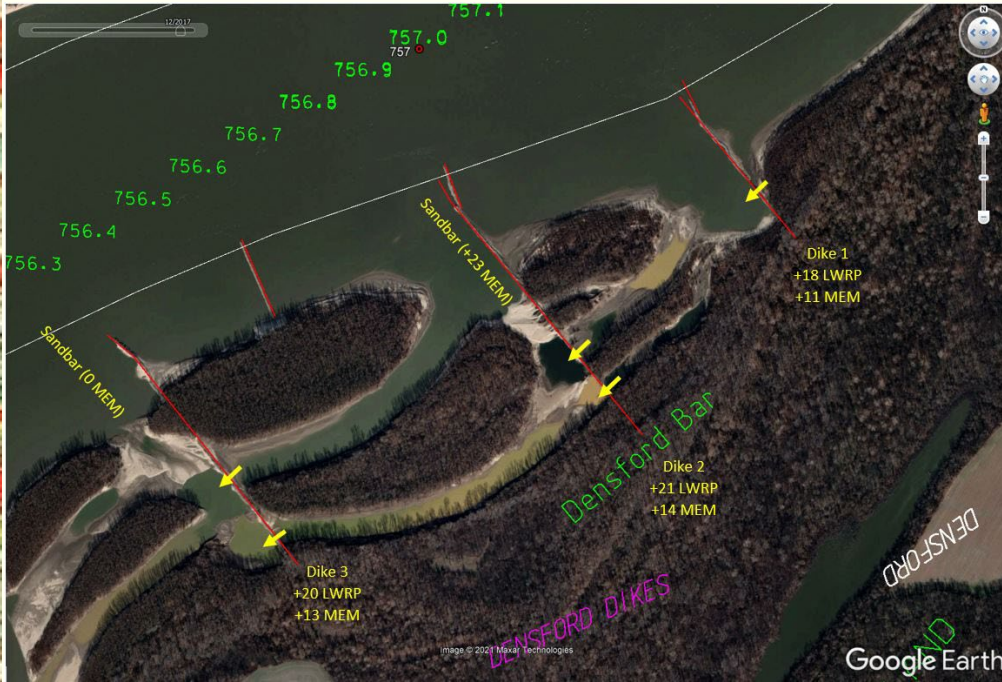 12/2017
757.1
757.0
757
756.9
756.8
756.7
756.6
756.5
756.4
756.3
N
Sandbar (+23 MEM)
Sandbar (0 MEM)
Dike 1
+18 LWRP
+11 MEM
Dike 2
+21 LWRP
+14 MEM
Dike 3
+20 LWRP
+13 MEM
Densford Bar
DENSFORD
DENSFORD DIKES
ND
Image © 2021 Maxar Technologies
Google Earth